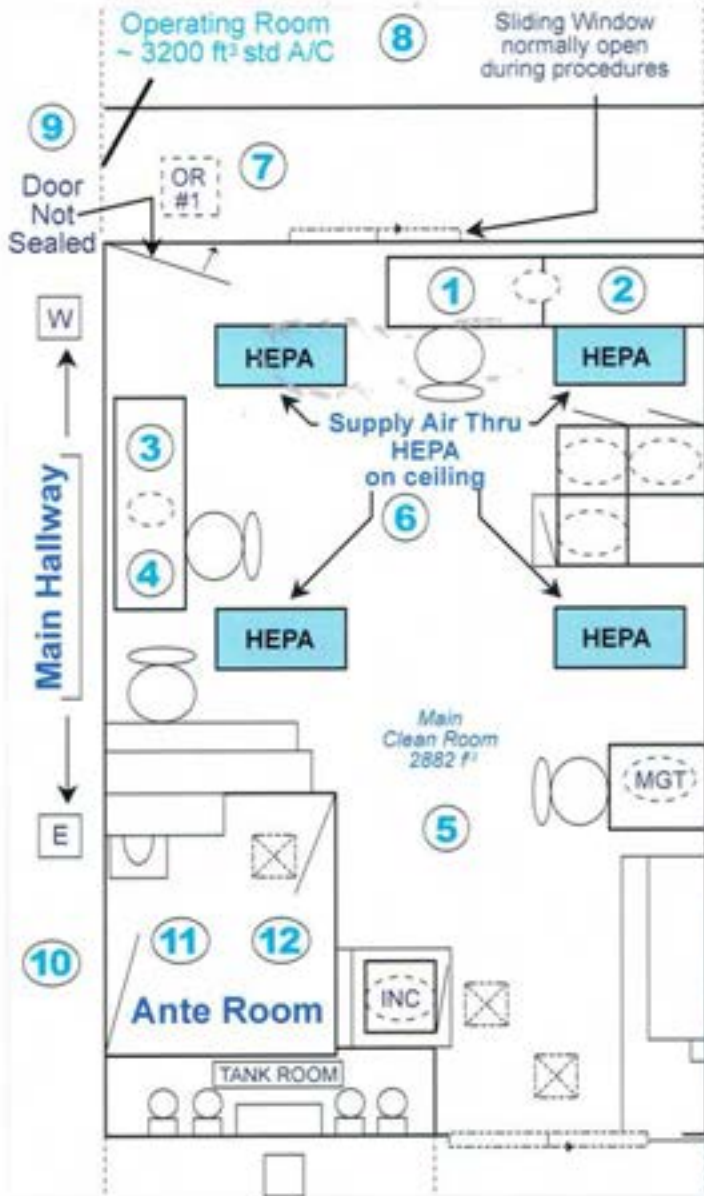 Operating Room
~ 3200 ft³ std A/C
8
Sliding Window
normally open
during procedures
9
Door
Not
Sealed
OR
#1
7
1
2
W
HEPA
HEPA
Supply Air Thru
HEPA
on ceiling
3
6
4
Main Hallway
HEPA
HEPA
Main
Clean Room
2882 f³
MGT
5
E
10
11
12
Ante Room
INC
TANK ROOM